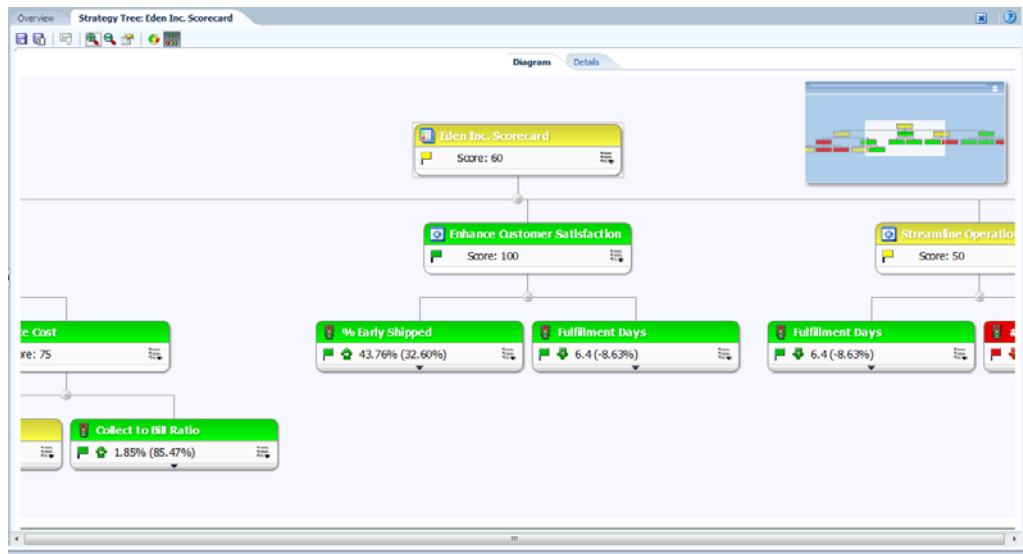 Overview Strategy Tree: Eden Inc. Scorecard
Diagram Details
Eden Inc. Scorecard
Score: 60
Enhance Customer Satisfaction
Score: 100
Streamline Operatio
Score: 50
e Cost
re: 75
% Early Shipped
43.76% (32.60%)
Fulfillment Days
6.4 (-8.63%)
Fulfillment Days
6.4 (-8.63%)
#
Collect to Bill Ratio
1.85% (85.47%)